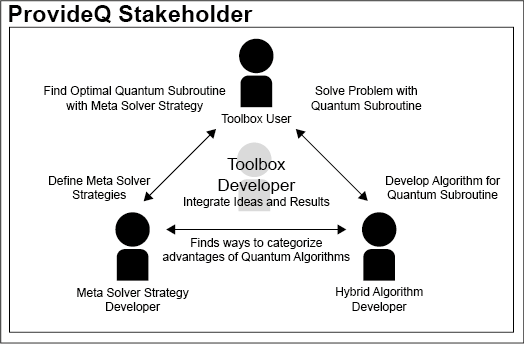 ProvideQ Stakeholder
Find Optimal Quantum Subroutine
with Meta Solver Strategy
Solve Problem with
Quantum Subroutine
Toolbox User
Toolbox
Developer
Integrate Ideas and Results
Define Meta Solver
Strategies
Develop Algorithm for
Quantum Subroutine
Finds ways to categorize
advantages of Quantum Algorithms
Meta Solver Strategy
Developer
Hybrid Algorithm
Developer